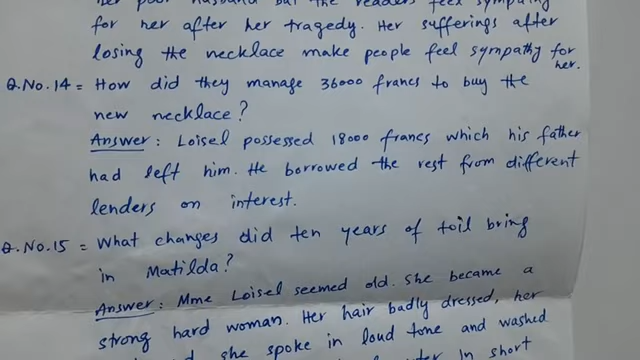 her poor husband but the readers feel sympathy
for her after her tragedy. Her sufferings after
losing the necklace make people feel sympathy for
her.
Q.No.14 = How did they manage 36000 francs to buy the
new necklace?
Answer: Loisel possessed 18000 francs which his father
had left him. He borrowed the rest from different
lenders on interest.
Q.No.15 = What changes did ten years of toil bring
in Matilda?
Answer: Mme Loisel seemed old. She became a
strong hard woman. Her hair badly dressed, her
she spoke in loud tone and washed
In short